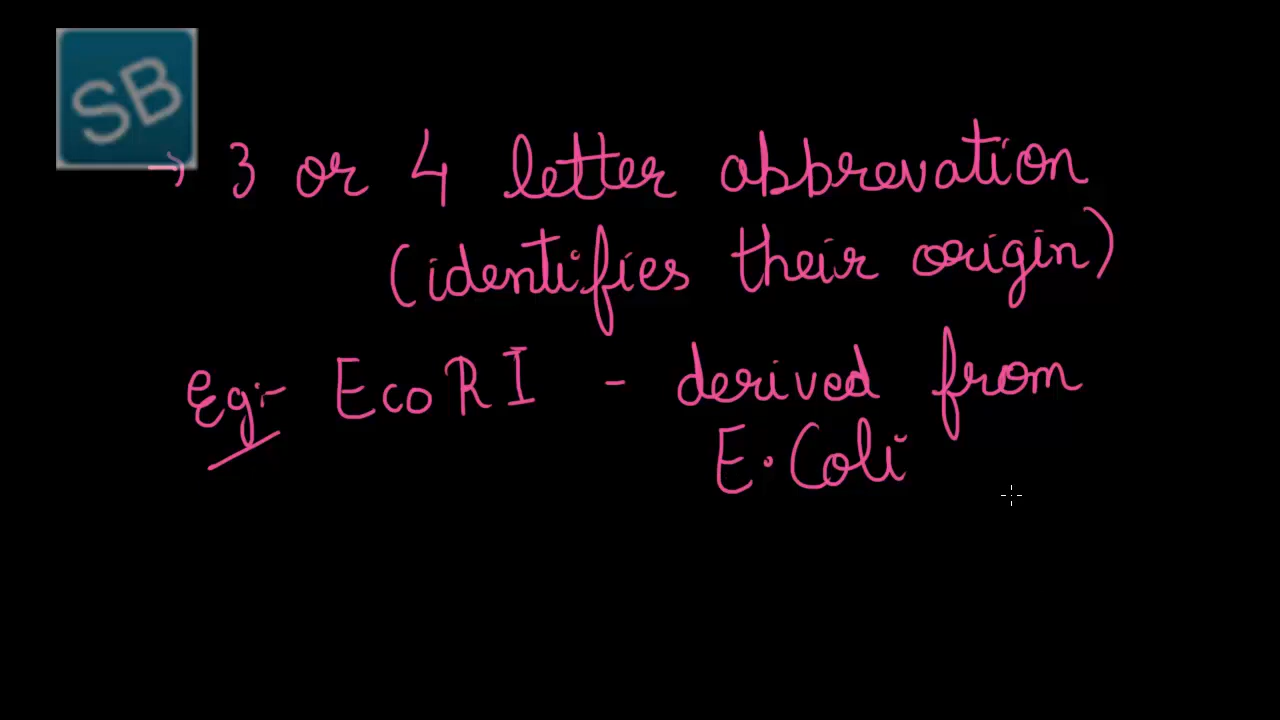 SB
→ 3 or 4 letter abbrevation
(identifies their origin)
Eg:- EcoRI - derived from
E. Coli